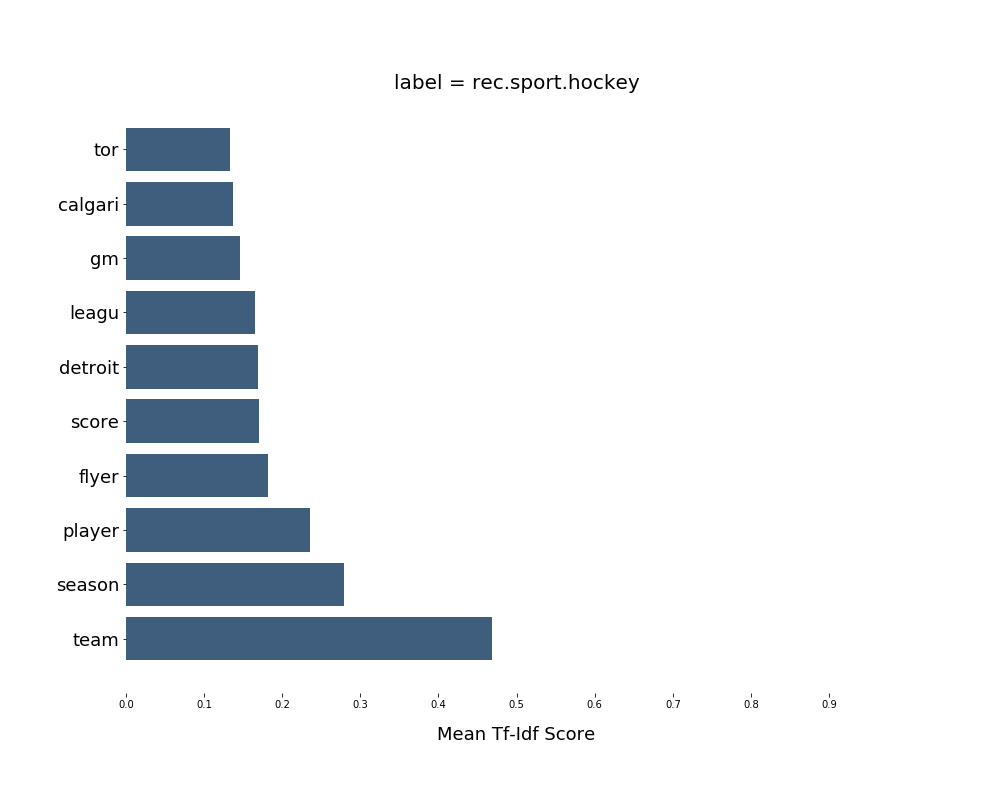 label = rec.sport.hockey
tor
calgari
gm
leagu
detroit
score
flyer
player
season
team
0.0 0.1 0.2 0.3 0.4 0.5 0.6 0.7 0.8 0.9
Mean Tf-Idf Score